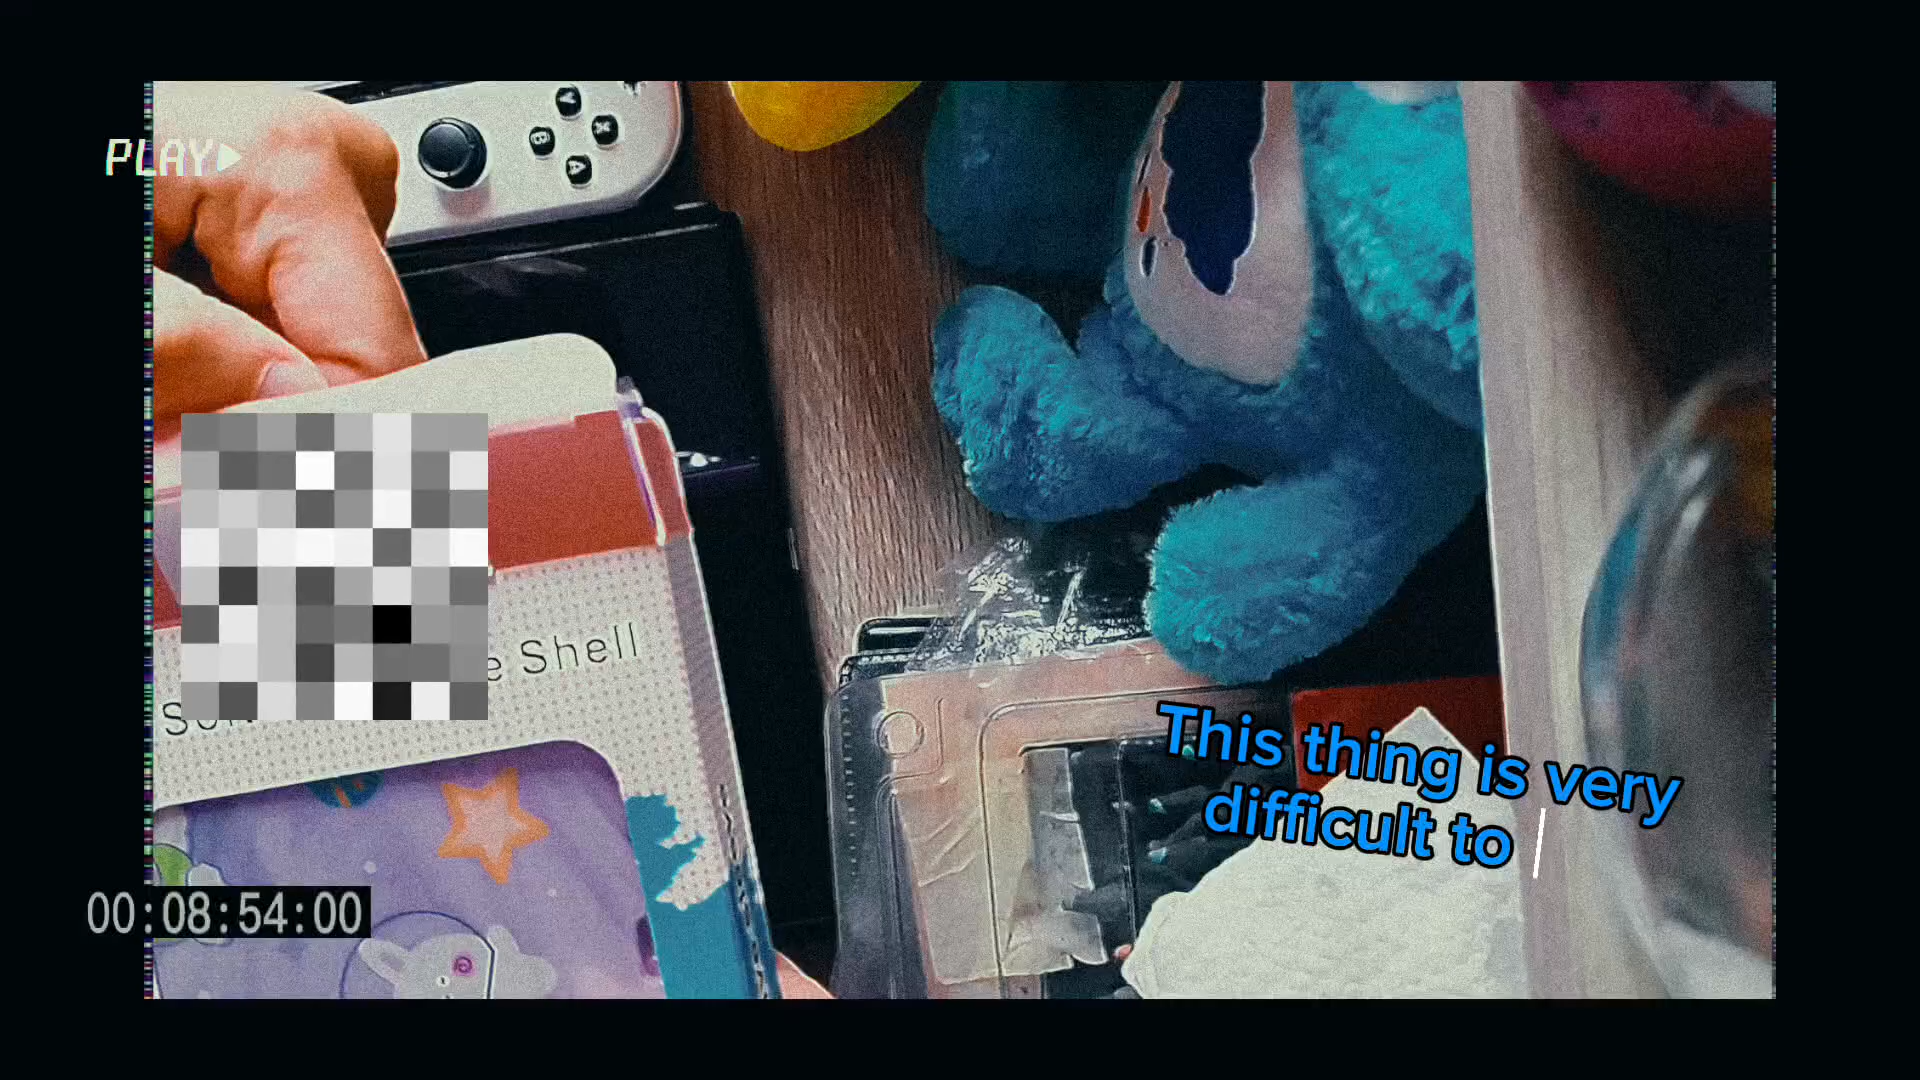 PLAY
Y
X
B
A
e Shell
This thing is very
difficult to
00:08:54:00